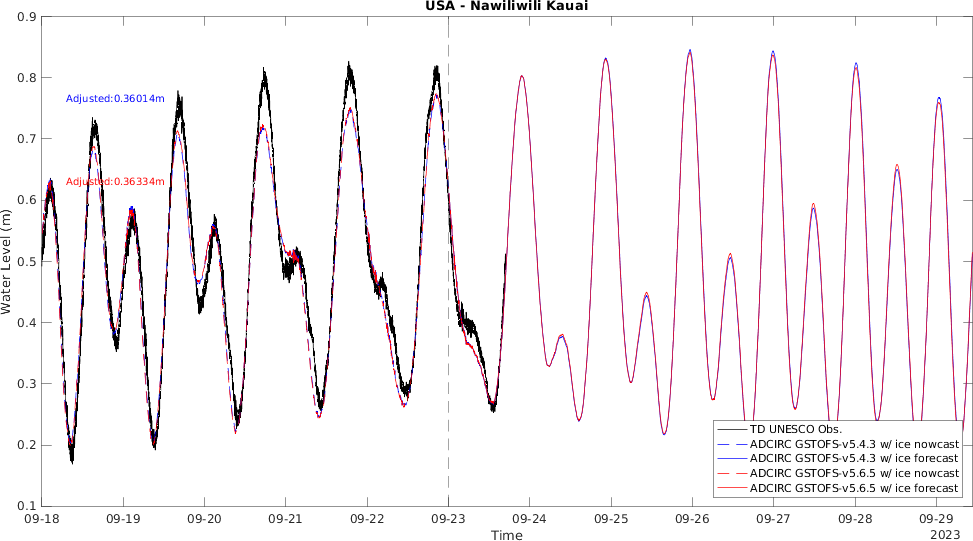 USA - Nawiliwili Kauai
0.9
0.8
0.7
0.6
0.5
0.4
0.3
0.2
0.1
Water Level (m)
Adjusted:0.36014m
Adjusted:0.36334m
TD UNESCO Obs.
ADCIRC GSTOFS-v5.4.3 w/ ice nowcast
ADCIRC GSTOFS-v5.4.3 w/ ice forecast
ADCIRC GSTOFS-v5.6.5 w/ ice nowcast
ADCIRC GSTOFS-v5.6.5 w/ ice forecast
09-18 09-19 09-20 09-21 09-22 09-23 09-24 09-25 09-26 09-27 09-28 09-29
Time
2023